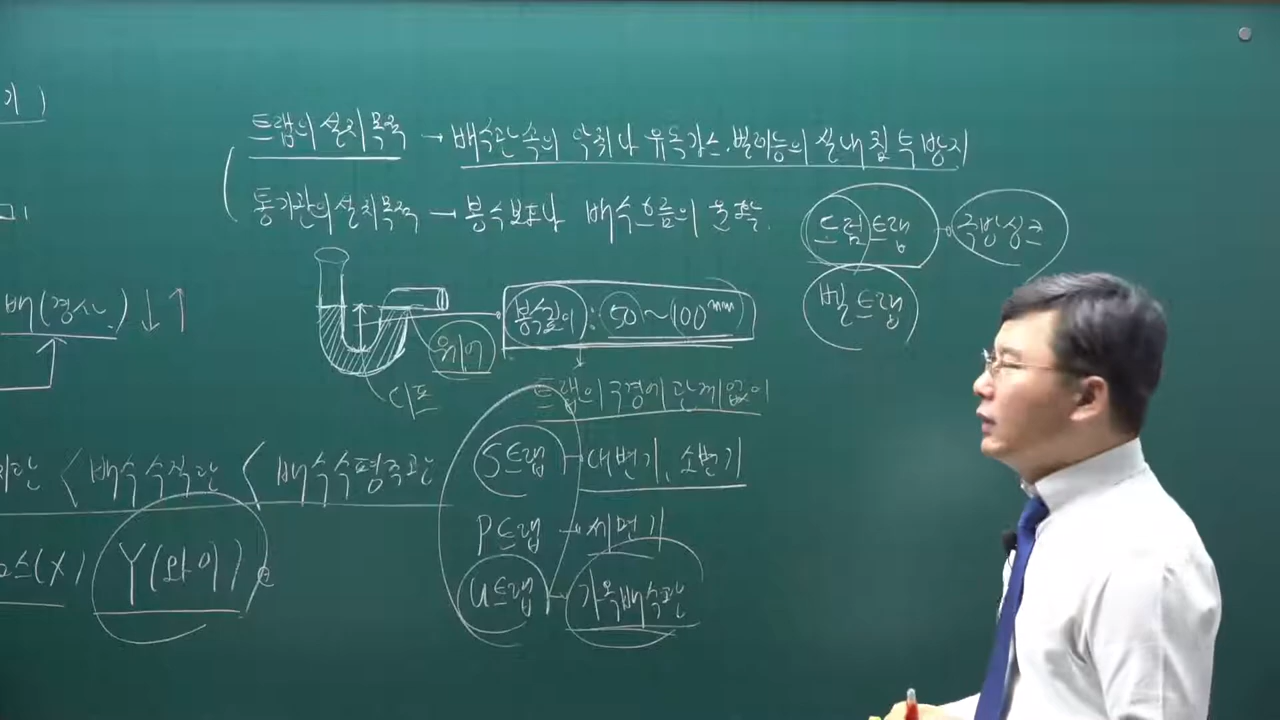 기)
트랩의 설치목적 → 배수관 속의 악취나 유독가스, 벌레등의 실내침투방지
통기관의 설치목적 → 봉수보호나 배수흐름의 원활.
드럼트랩 → 주방싱크
벨트랩
배(경사) ↓↑
봉수깊이 : 50~100mm
웨어
디프
트랩의 구경에 관계없이
S트랩 → 대변기, 소변기
< 배수수직관 < 배수수평주관
P트랩 → 세면기
(X) Y(와이)
U트랩 → 가옥배수관